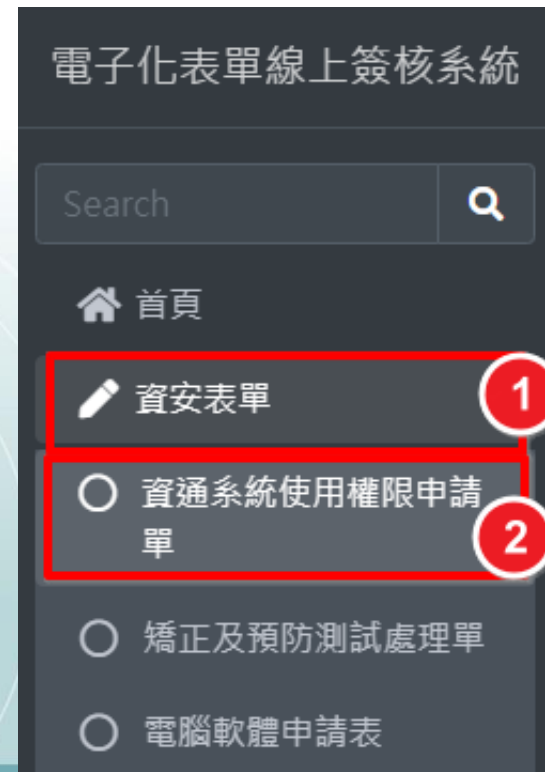 電子化表單線上簽核系統
Search
首頁
資安表單
1
資通系統使用權限申請
單
2
矯正及預防測試處理單
電腦軟體申請表